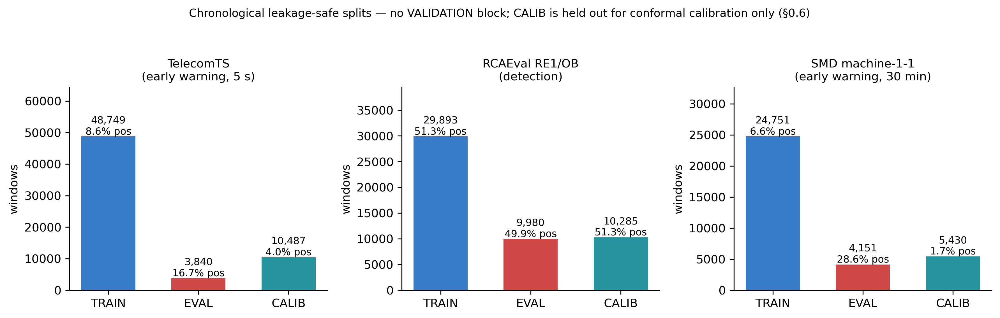 Chronological leakage-safe splits — no VALIDATION block; CALIB is held out for conformal calibration only (§0.6)
TelecomTS
(early warning, 5 s)
windows
60000
50000
40000
30000
20000
10000
0
48,749
8.6% pos
3,840
16.7% pos
10,487
4.0% pos
TRAIN
EVAL
CALIB
RCAEval RE1/OB
(detection)
windows
35000
30000
25000
20000
15000
10000
5000
0
29,893
51.3% pos
9,980
49.9% pos
10,285
51.3% pos
TRAIN
EVAL
CALIB
SMD machine-1-1
(early warning, 30 min)
windows
30000
25000
20000
15000
10000
5000
0
24,751
6.6% pos
4,151
28.6% pos
5,430
1.7% pos
TRAIN
EVAL
CALIB